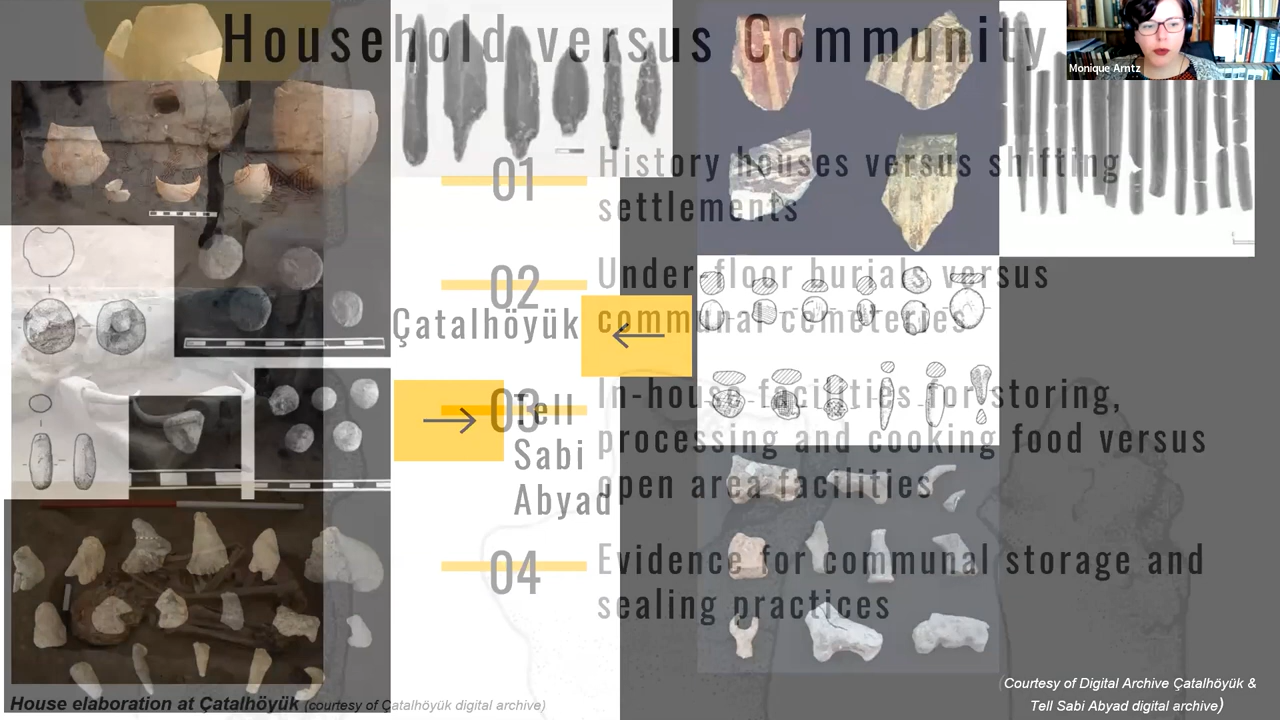 Household versus Community
Monique Arntz
01
History houses versus shifting
settlements
02
Under floor burials versus
communal cemeteries
Çatalhöyük
03
In-house facilities for storing,
processing and cooking food versus
open area facilities
Tell
Sabi
Abyad
04
Evidence for communal storage and
sealing practices
House elaboration at Çatalhöyük (courtesy of Çatalhöyük digital archive)
(Courtesy of Digital Archive Çatalhöyük &
Tell Sabi Abyad digital archive)